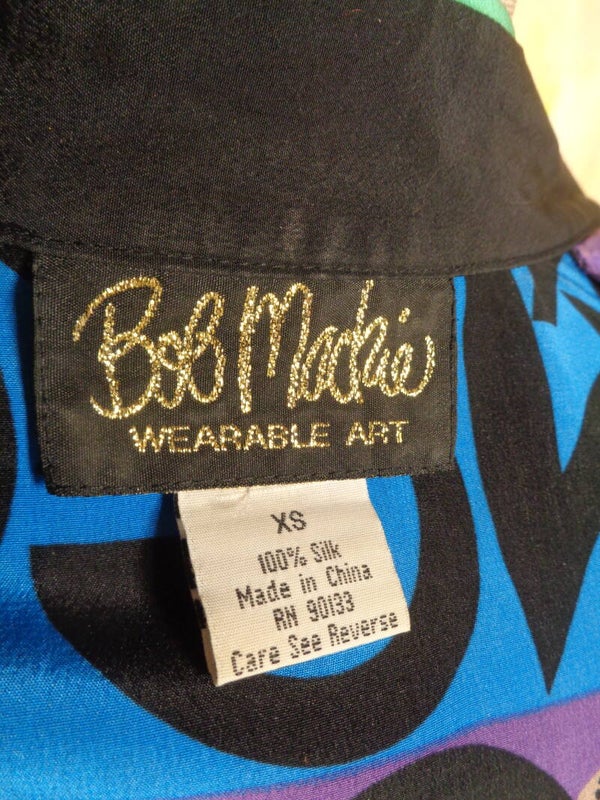 Bob Mackie
WEARABLE ART
XS
100% Silk
Made in China
RN 90133
Care See Reverse